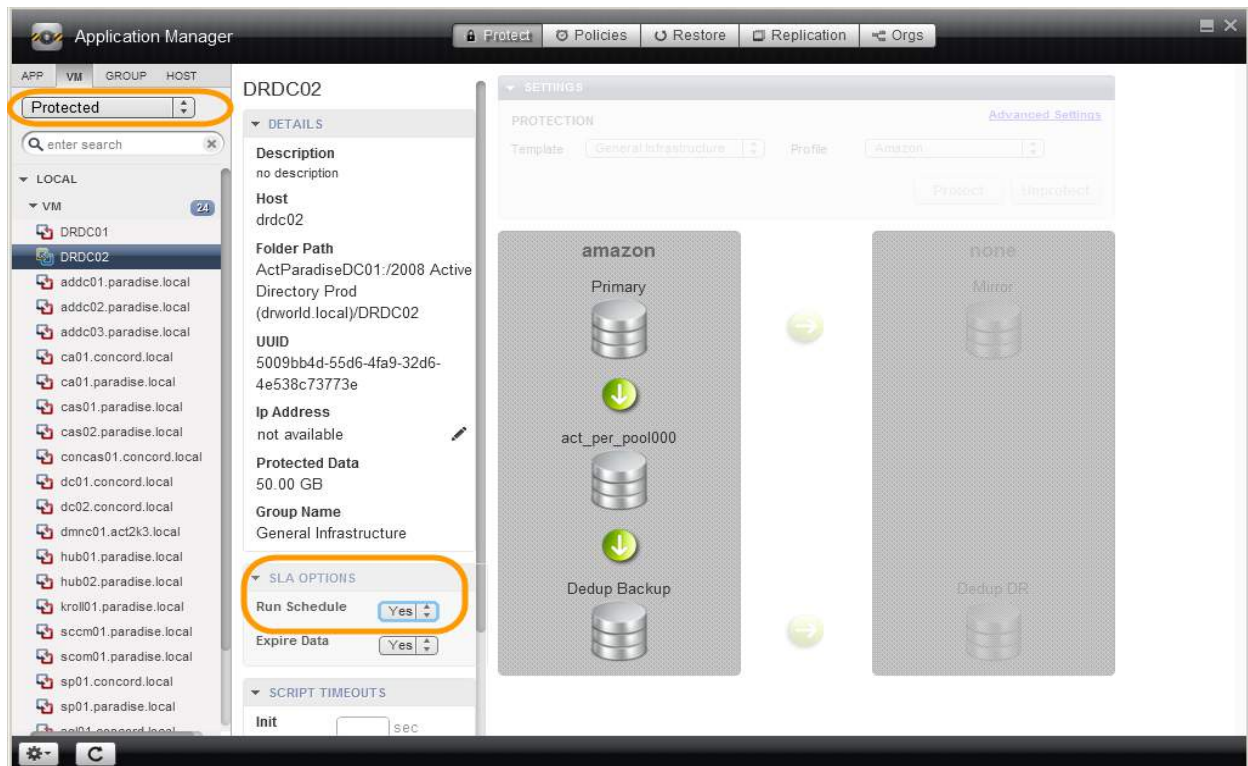 Application Manager
Protect Policies Restore Replication Orgs
APP VM GROUP HOST
Protected
enter search
LOCAL
VM 24
DRDC01
DRDC02
addc01.paradise.local
addc02.paradise.local
addc03.paradise.local
ca01.concord.local
ca01.paradise.local
cas01.paradise.local
cas02.paradise.local
concas01.concord.local
dc01.concord.local
dc02.concord.local
dmnc01.act2k3.local
hub01.paradise.local
hub02.paradise.local
kroll01.paradise.local
sccm01.paradise.local
scom01.paradise.local
sp01.concord.local
sp01.paradise.local
DRDC02
DETAILS
Description
no description
Host
drdc02
Folder Path
ActParadiseDC01:/2008 Active
Directory Prod
(drworld.local)/DRDC02
UUID
5009bb4d-55d6-4fa9-32d6-
4e538c73773e
Ip Address
not available
Protected Data
50.00 GB
Group Name
General Infrastructure
SLA OPTIONS
Run Schedule Yes
Expire Data Yes
SCRIPT TIMEOUTS
Init sec
SETTINGS
PROTECTION Advanced Settings
Template General Infrastructure Profile Amazon
Protect Unprotect
amazon
Primary
act_per_pool000
Dedup Backup
none
Mirror
Dedup DR